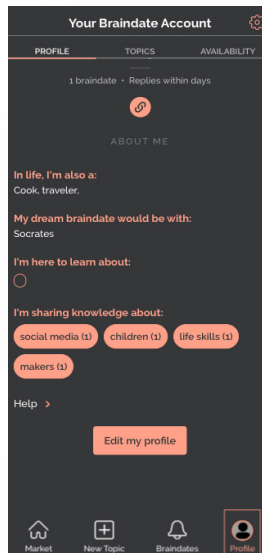 Your Braindate Account
PROFILE TOPICS AVAILABILITY
1 braindate • Replies within days
ABOUT ME
In life, I'm also a:
Cook, traveler,
My dream braindate would be with:
Socrates
I'm here to learn about:
I'm sharing knowledge about:
social media (1) children (1) life skills (1)
makers (1)
Help >
Edit my profile
Market New Topic Braindates Profile